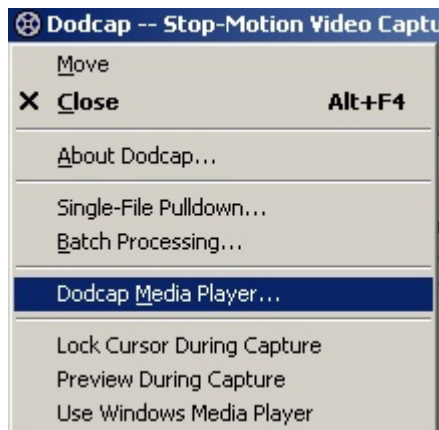 Dodcap -- Stop-Motion Video Captu
Move
Close Alt+F4
About Dodcap...
Single-File Pulldown...
Batch Processing...
Dodcap Media Player...
Lock Cursor During Capture
Preview During Capture
Use Windows Media Player